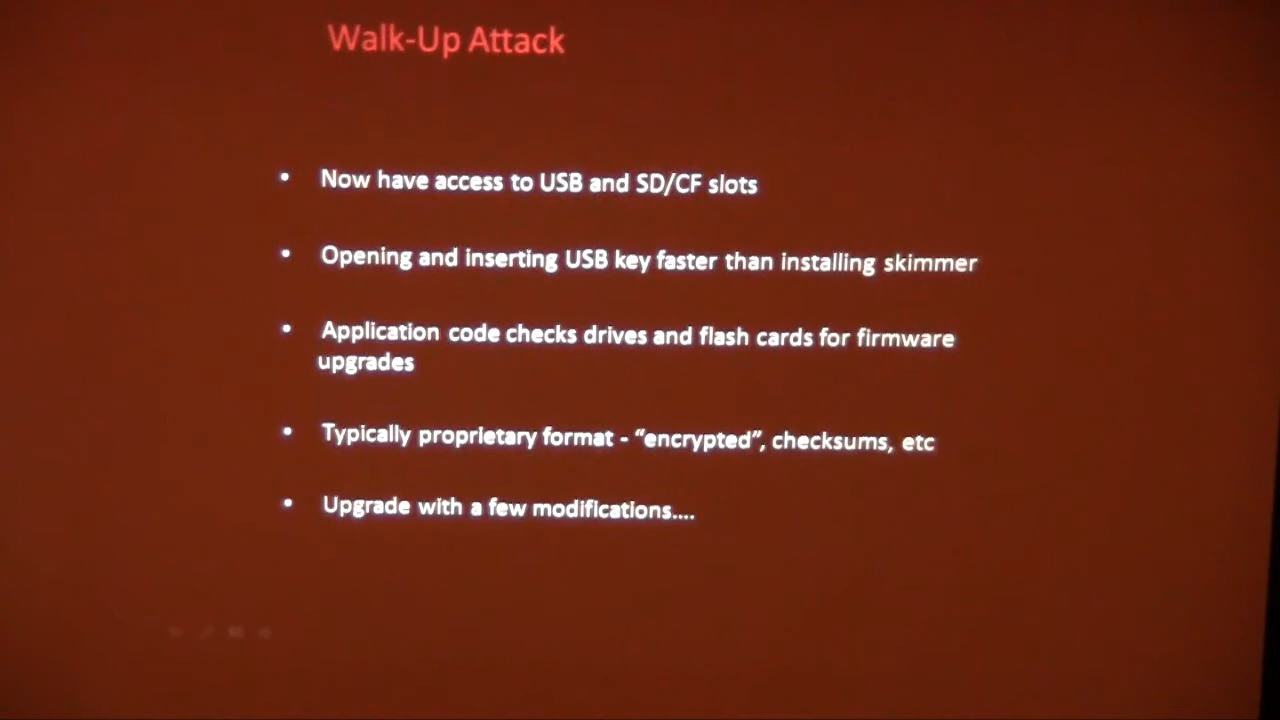 Walk-Up Attack
• Now have access to USB and SD/CF slots
• Opening and inserting USB key faster than installing skimmer
• Application code checks drives and flash cards for firmware
upgrades
• Typically proprietary format - “encrypted”, checksums, etc
• Upgrade with a few modifications....